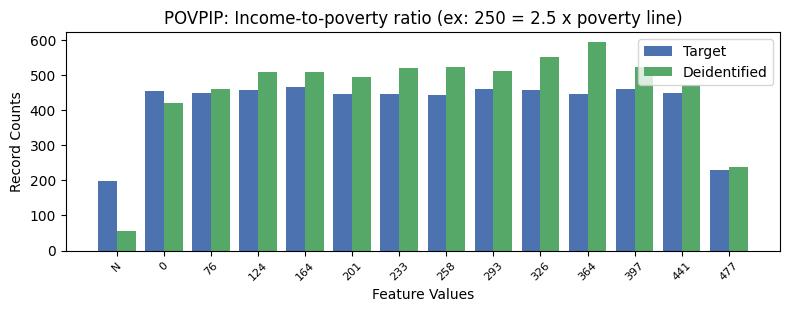 POVPIP: Income-to-poverty ratio (ex: 250 = 2.5 x poverty line)
Target
Deidentified
Record Counts
600
500
400
300
200
100
0
N 0 76 124 164 201 233 258 293 326 364 397 441 477
Feature Values